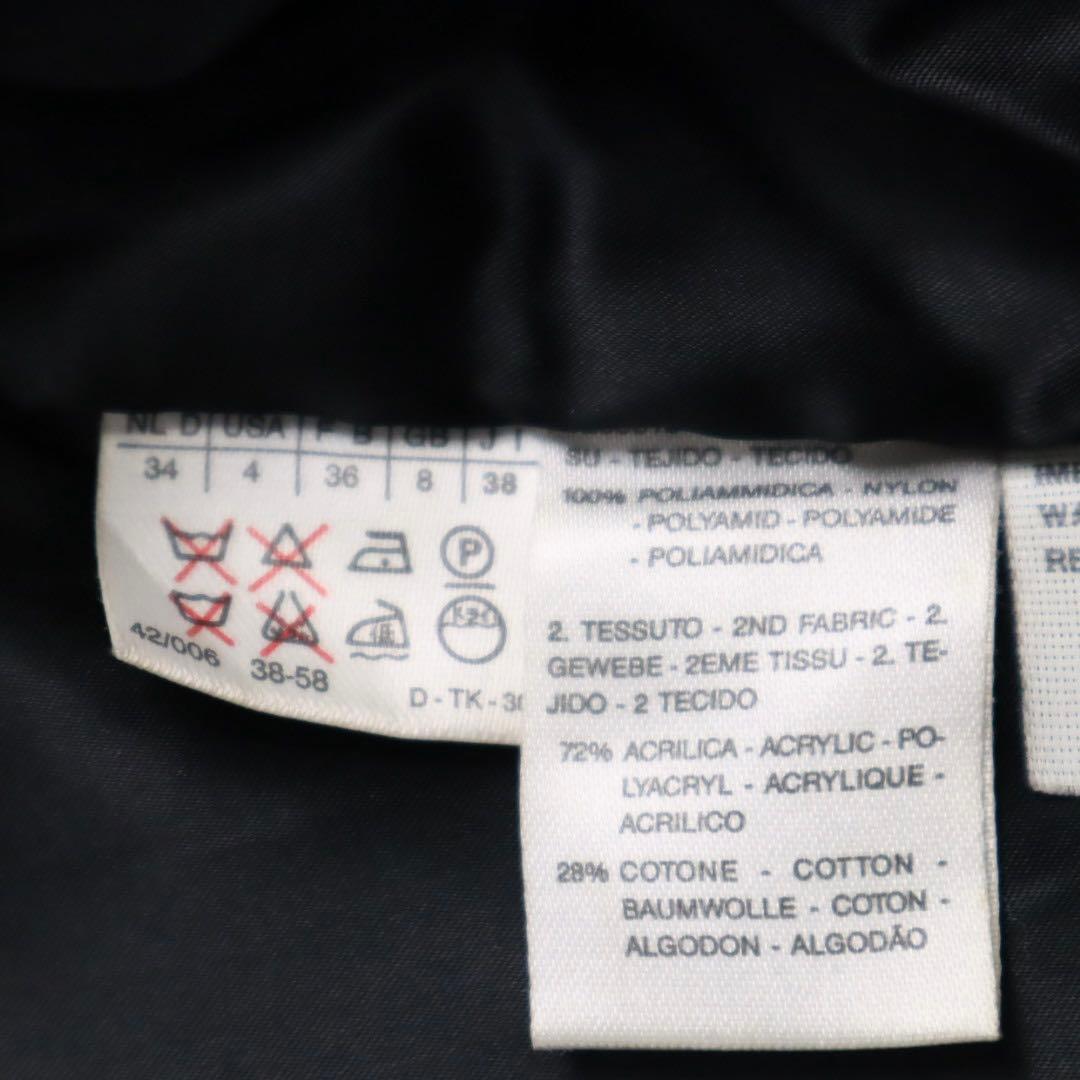 NL D USA F B GB J I
34 4 36 8 38
P
42/006
38-58
D - TK - 3
SU - TEJIDO - TECIDO
100% POLIAMMIDICA - NYLON
- POLYAMID - POLYAMIDE
- POLIAMIDICA
2. TESSUTO - 2ND FABRIC - 2.
GEWEBE - 2EME TISSU - 2. TE-
JIDO - 2 TECIDO
72% ACRILICA - ACRYLIC - PO-
LYACRYL - ACRYLIQUE -
ACRILICO
28% COTONE - COTTON -
BAUMWOLLE - COTON -
ALGODON - ALGODÃO
RE